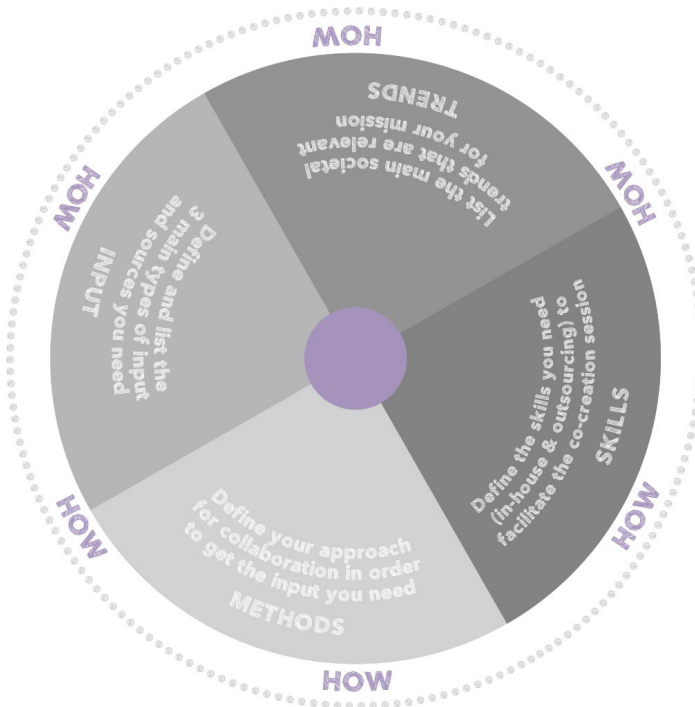 HOW
TRENDS
List the main societal
trends that are relevant
for your mission
HOW
Define the skills you need
(in-house & outsourcing) to
facilitate the co-creation session
SKILLS
HOW
Define your approach
for collaboration in order
to get the input you need
METHODS
HOW
HOW
Define and list the
3 main types of input
and sources you need
INPUT
HOW